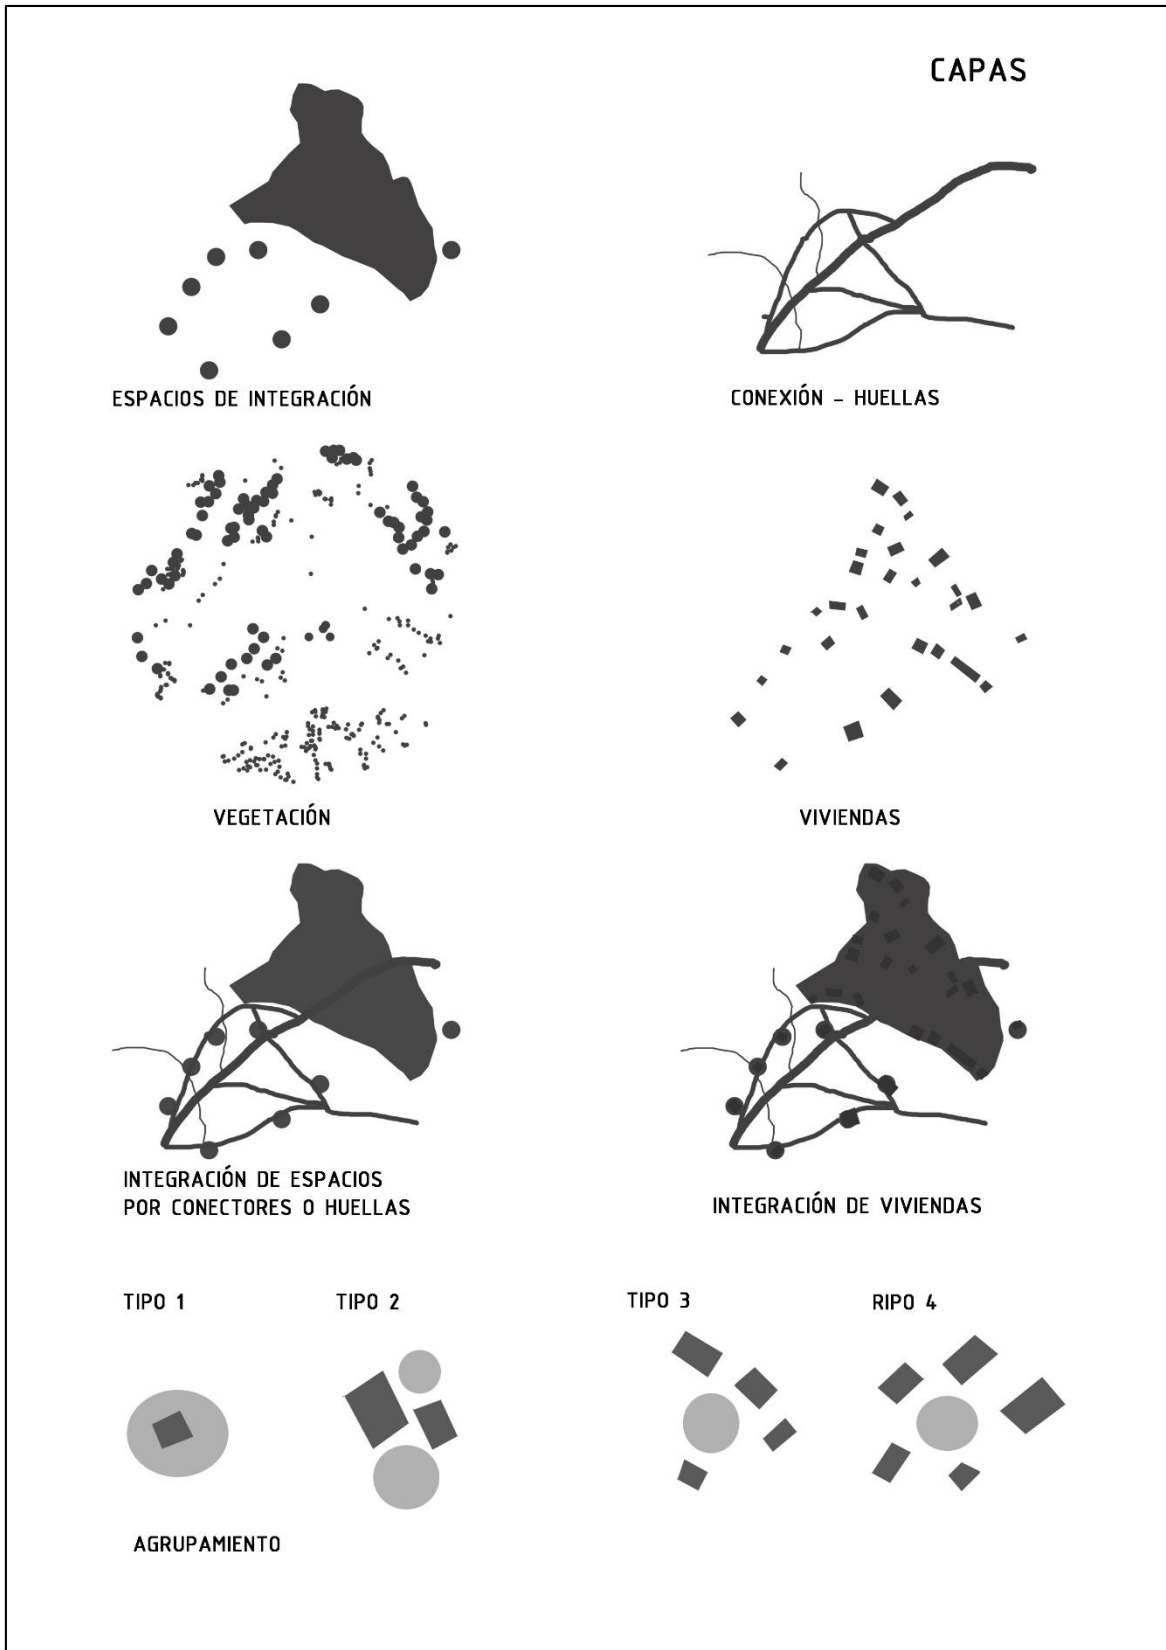 CAPAS
ESPACIOS DE INTEGRACIÓN
CONEXIÓN – HUELLAS
VEGETACIÓN
VIVIENDAS
INTEGRACIÓN DE ESPACIOS
POR CONECTORES O HUELLAS
INTEGRACIÓN DE VIVIENDAS
TIPO 1
TIPO 2
TIPO 3
RIPO 4
AGRUPAMIENTO